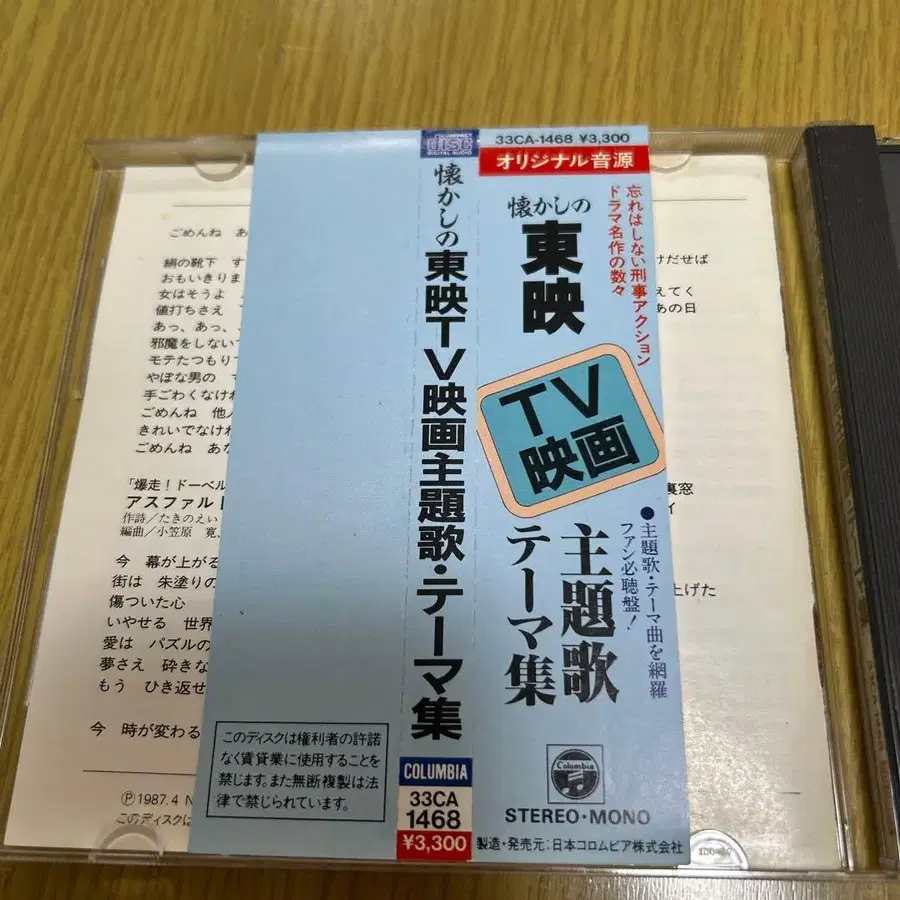 33CA-1468 ¥3,300
オリジナル音源
忘れはしない刑事アクション
ドラマ名作の数々
懐かしの
東映
TV
映画
主題歌
テーマ集
●主題歌・テーマ曲を網羅
ファン必聴盤!
Columbia
STEREO・MONO
製造・発売元:日本コロムビア株式会社
COMPACT
disc
DIGITAL AUDIO
懐かしの東映TV映画主題歌・テーマ集
COLUMBIA
33CA
1468
¥3,300
このディスクは権利者の許諾
なく賃貸業に使用することを
禁じます。また無断複製は法
律で禁じられています。
ごめんね あ
絹の靴下 す
おもいきりま
女はそうよ
値打ちさえ
あっ、あっ、
邪魔をしない
モテたつもりで
やぼな男の
手ごわくなけれ
ごめんね 他人
きれいでなけれ
ごめんね あな
「爆走!ドーベル
アスファルト
作詩/たきのえい
編曲/小笠原 寛、
今 幕が上がる
街は 朱塗りの
傷ついた心
いやせる 世界
愛は パズルの
夢さえ 砕きな
もう ひき返せ
今 時が変わる
Ⓟ1987.4 N
このディスクは
けだせば
えてく
あの日
裏窓
イ
上げた